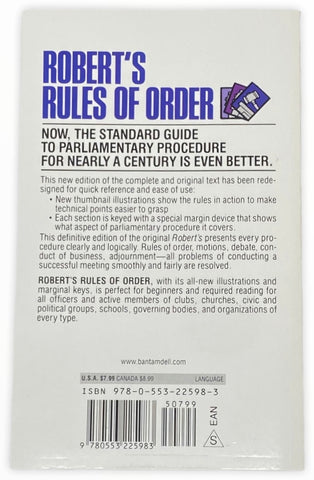 ROBERT'S
RULES OF ORDER
NOW, THE STANDARD GUIDE
TO PARLIAMENTARY PROCEDURE
FOR NEARLY A CENTURY IS EVEN BETTER.
This new edition of the complete and original text has been rede-
signed for quick reference and ease of use:
• New thumbnail illustrations show the rules in action to make
technical points easier to grasp
• Each section is keyed with a special margin device that shows
what aspect of parliamentary procedure it covers.
This definitive edition of the original Robert's presents every pro-
cedure clearly and logically. Rules of order, motions, debate, con-
duct of business, adjournment—all problems of conducting a
successful meeting smoothly and fairly are resolved.
ROBERT'S RULES OF ORDER, with its all-new illustrations and
marginal keys, is perfect for beginners and required reading for
all officers and active members of clubs, churches, civic and
political groups, schools, governing bodies, and organizations of
every type.
www.bantamdell.com
U.S.A. $7.99 CANADA $8.99 LANGUAGE
ISBN 978-0-553-22598-3
50799
9 780553 225983
S
EAN